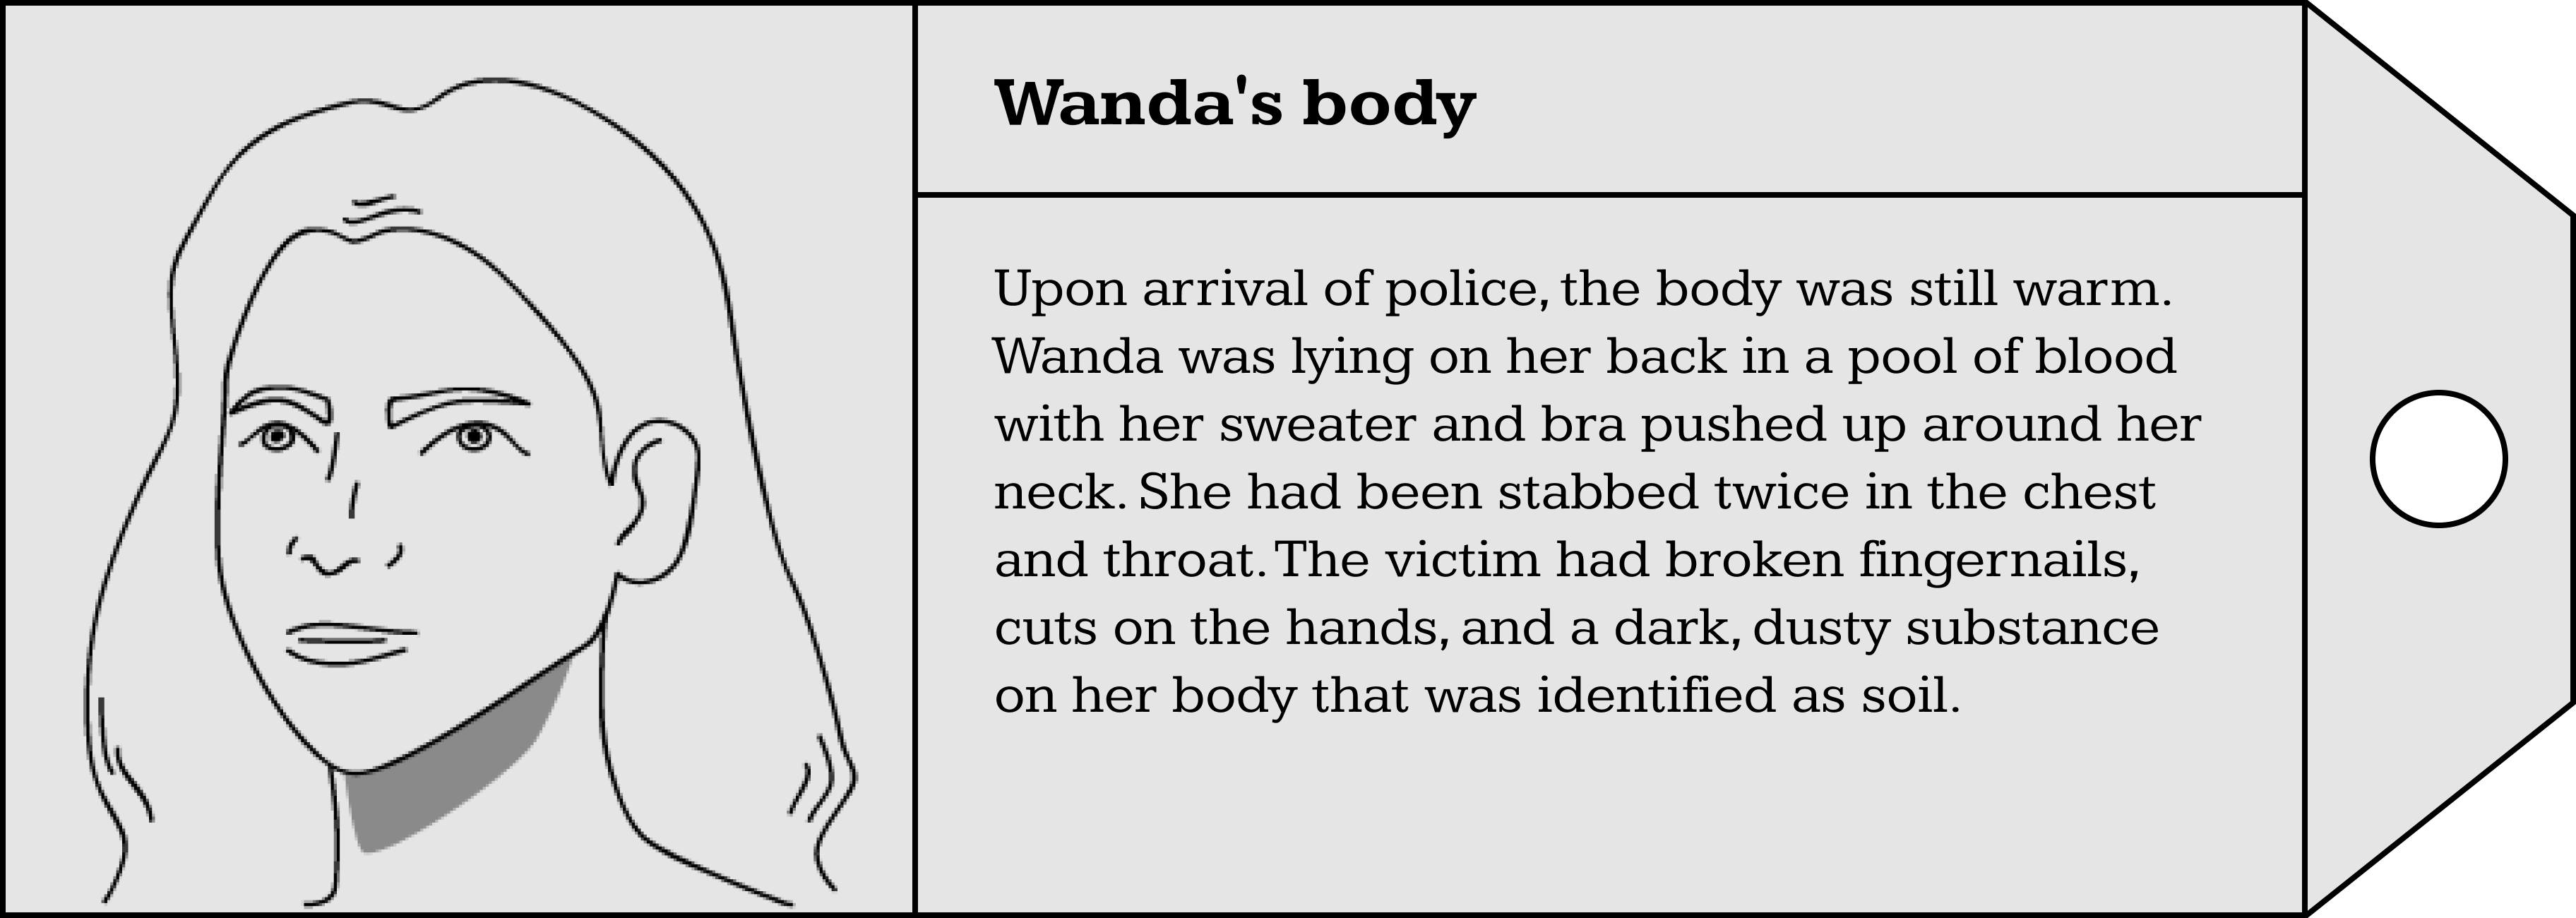 Wanda's body
Upon arrival of police, the body was still warm.
Wanda was lying on her back in a pool of blood
with her sweater and bra pushed up around her
neck. She had been stabbed twice in the chest
and throat. The victim had broken fingernails,
cuts on the hands, and a dark, dusty substance
on her body that was identified as soil.